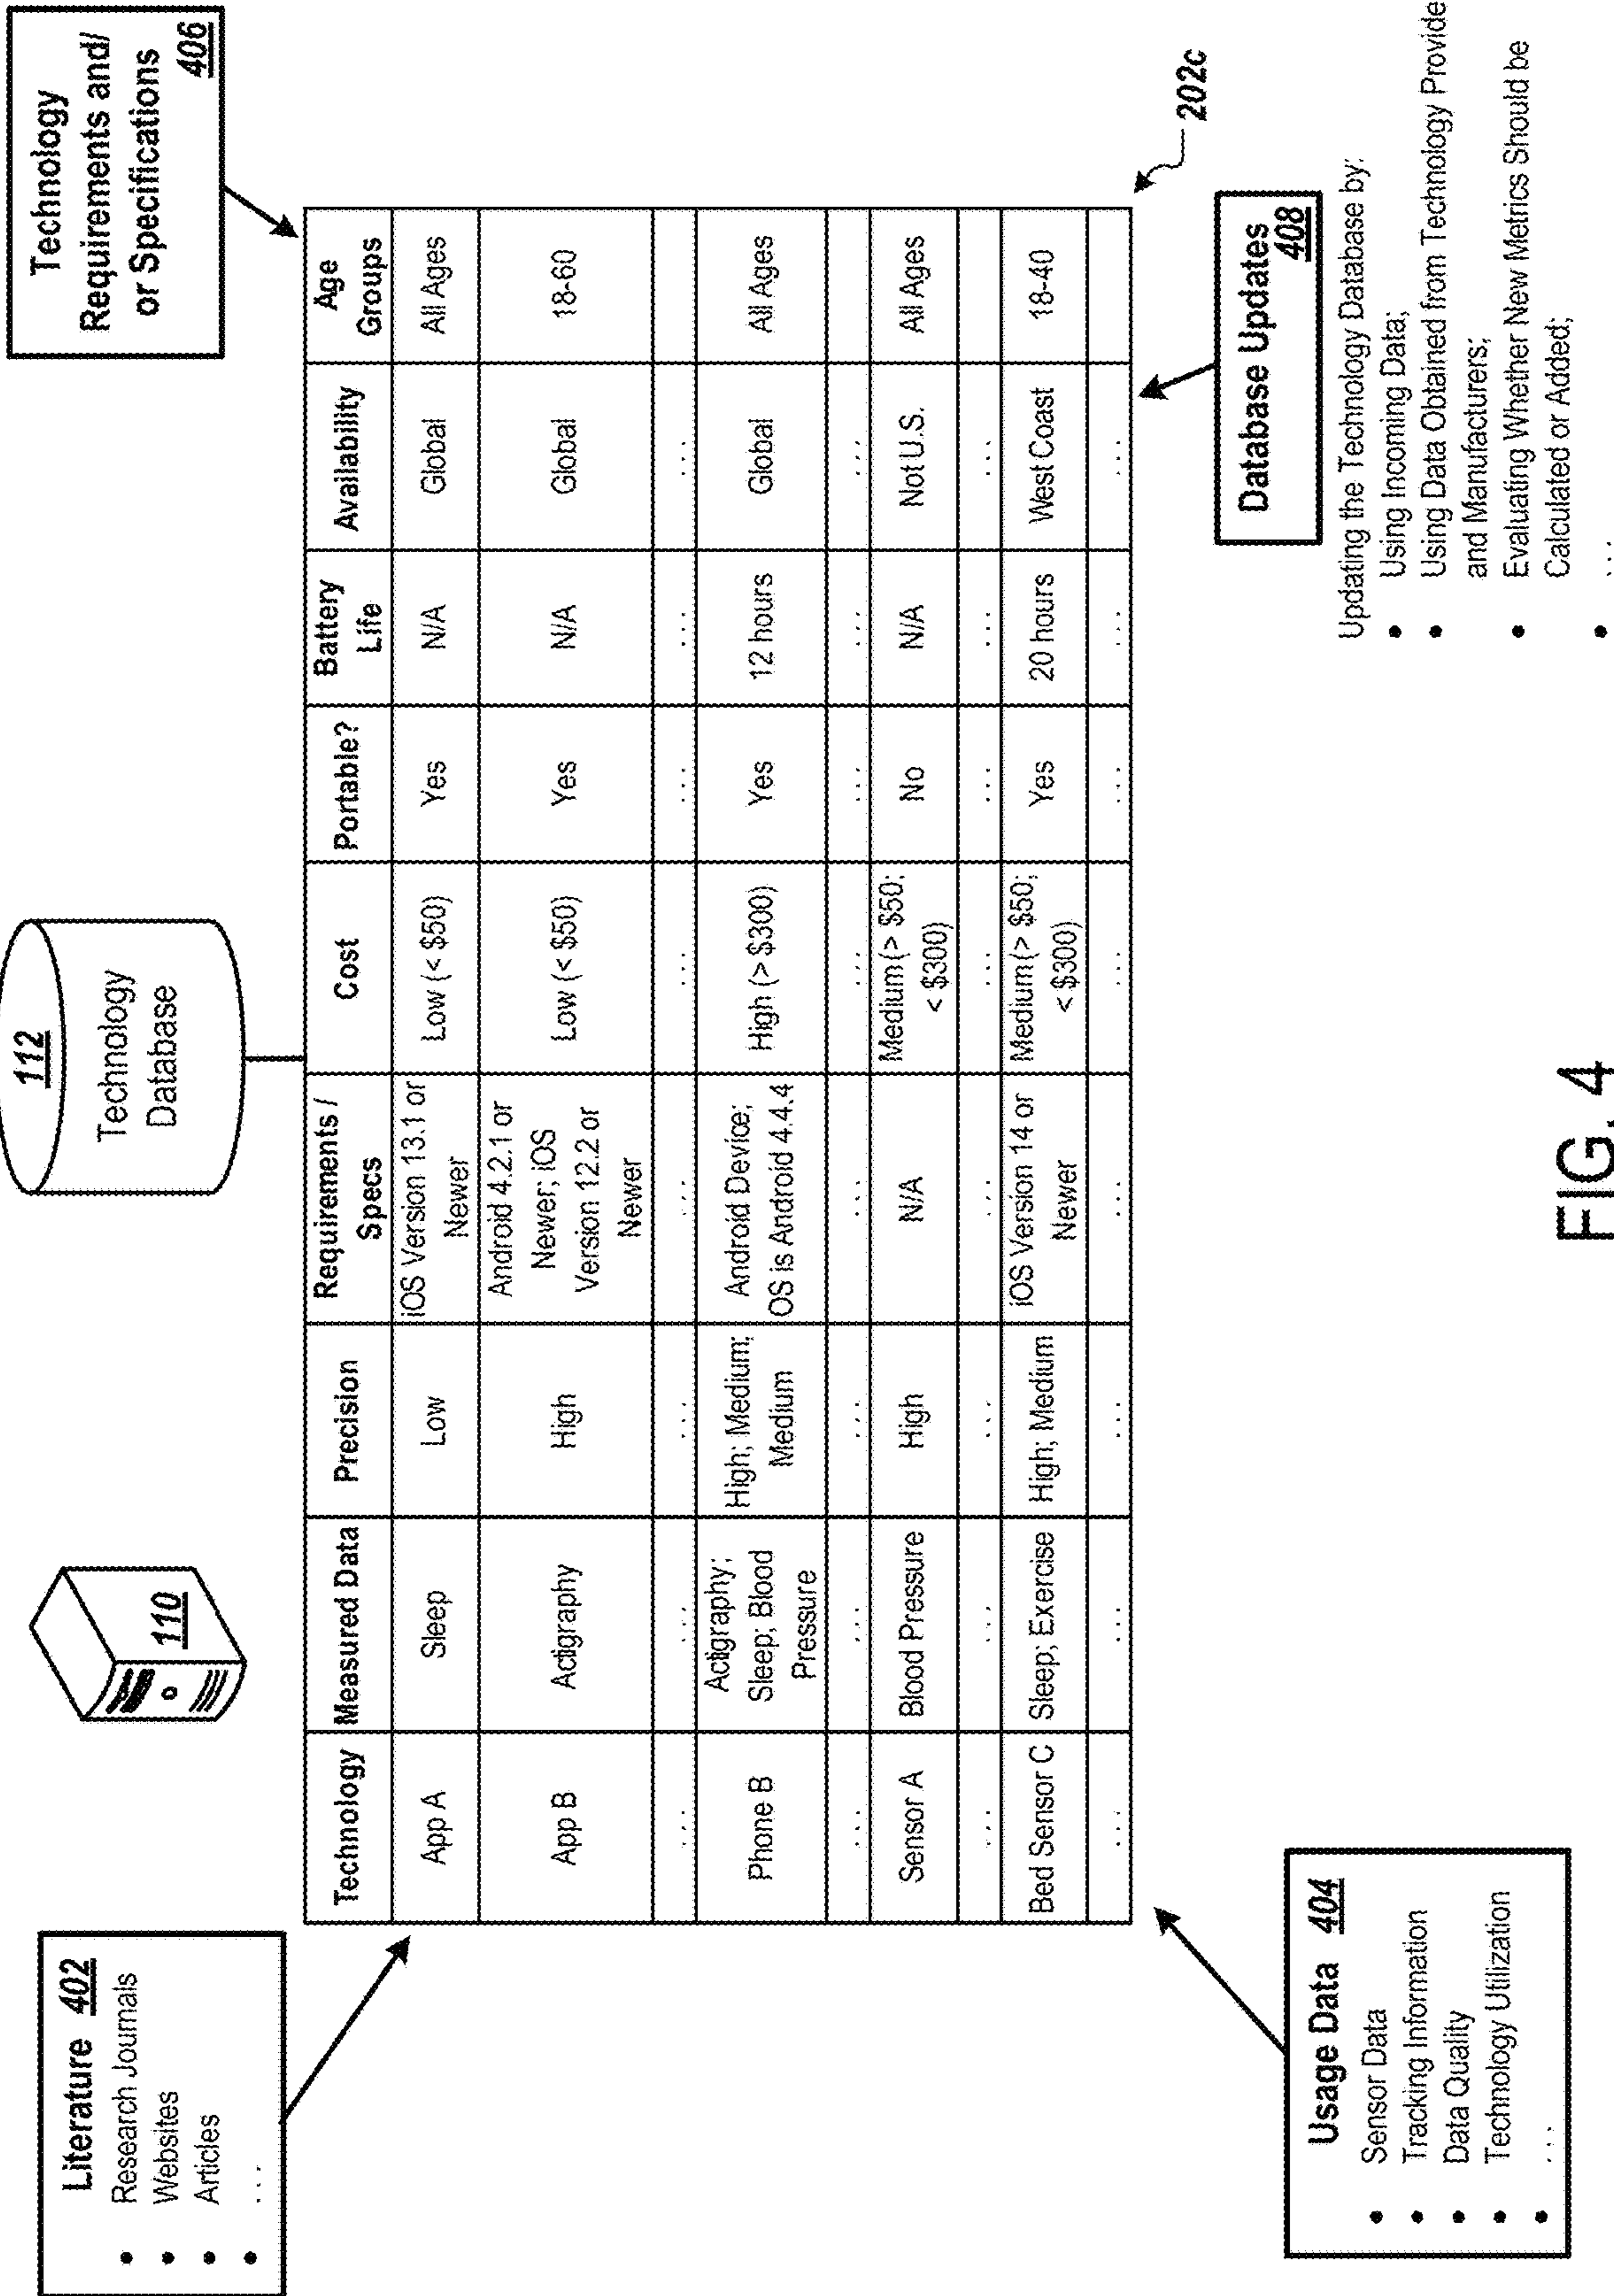 Literature 402
• Research Journals
• Websites
• Articles
• ...
110
112
Technology
Database
Technology
Requirements and/
or Specifications
406
Technology
Measured Data
Precision
Requirements /
Specs
Cost
Portable?
Battery
Life
Availability
Age
Groups
App A
Sleep
Low
iOS Version 13.1 or
Newer
Low (< $50)
Yes
N/A
Global
All Ages
App B
Actigraphy
High
Android 4.2.1 or
Newer; iOS
Version 12.2 or
Newer
Low (< $50)
Yes
N/A
Global
18-60
... ... ... ... ... ... ... ... ...
Phone B
Actigraphy;
Sleep; Blood
Pressure
High; Medium;
Medium
Android Device;
OS is Android 4.4.4
High (> $300)
Yes
12 hours
Global
All Ages
... ... ... ... ... ... ... ...
Sensor A
Blood Pressure
High
N/A
Medium(> $50;
< $300)
No
N/A
Not U.S.
All Ages
... ... ... ... ... ... ... ...
Bed Sensor C
Sleep; Exercise
High; Medium
iOS Version 14 or
Newer
Medium(> $50;
< $300)
Yes
20 hours
West Coast
18-40
... ... ... ... ... ... ... ...
202c
Usage Data 404
• Sensor Data
• Tracking Information
• Data Quality
• Technology Utilization
• ...
Database Updates
408
Updating the Technology Database by:
• Using Incoming Data;
• Using Data Obtained from Technology Provide
and Manufacturers;
• Evaluating Whether New Metrics Should be
Calculated or Added;
• ...
FIG. 4